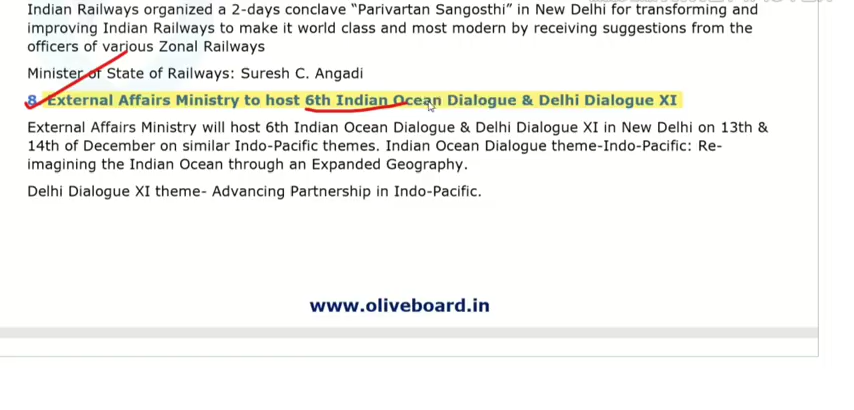 Indian Railways organized a 2-days conclave “Parivartan Sangosthi” in New Delhi for transforming and
improving Indian Railways to make it world class and most modern by receiving suggestions from the
officers of various Zonal Railways
Minister of State of Railways: Suresh C. Angadi
8. External Affairs Ministry to host 6th Indian Ocean Dialogue & Delhi Dialogue XI
External Affairs Ministry will host 6th Indian Ocean Dialogue & Delhi Dialogue XI in New Delhi on 13th &
14th of December on similar Indo-Pacific themes. Indian Ocean Dialogue theme-Indo-Pacific: Re-
imagining the Indian Ocean through an Expanded Geography.
Delhi Dialogue XI theme- Advancing Partnership in Indo-Pacific.
www.oliveboard.in